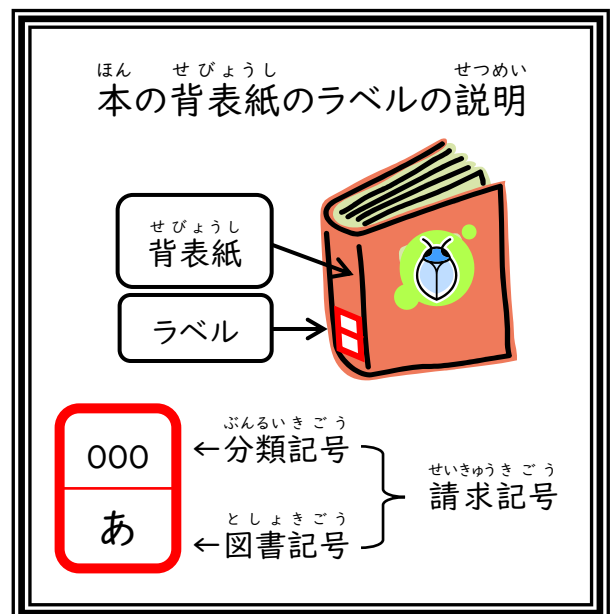 ほん せびょうし せつめい
本の背表紙のラベルの説明
せびょうし
背表紙
ラベル
000
ぶんるいきごう
←分類記号
せいきゅうきごう
請求記号
あ
としょきごう
←図書記号